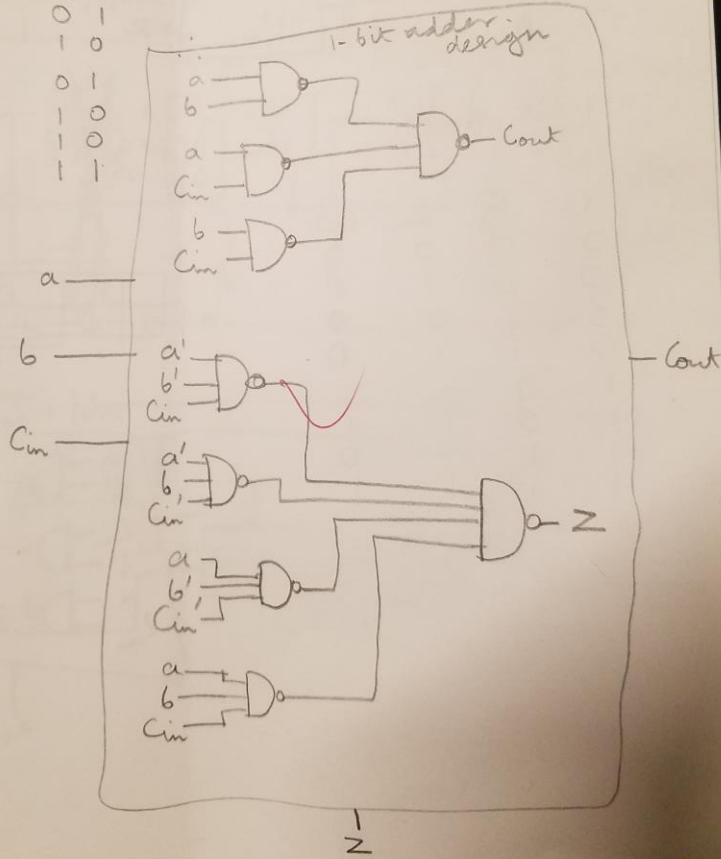 0 1
1 0
0 1
1 0
1 0
1 1
1-bit adder
design
a
b
a
Cin
Cout
b
Cin
a
b
Cin
a'
b'
Cin
a'
b
Cin'
Z
a
b'
Cin'
a
b
Cin
Cout
Z